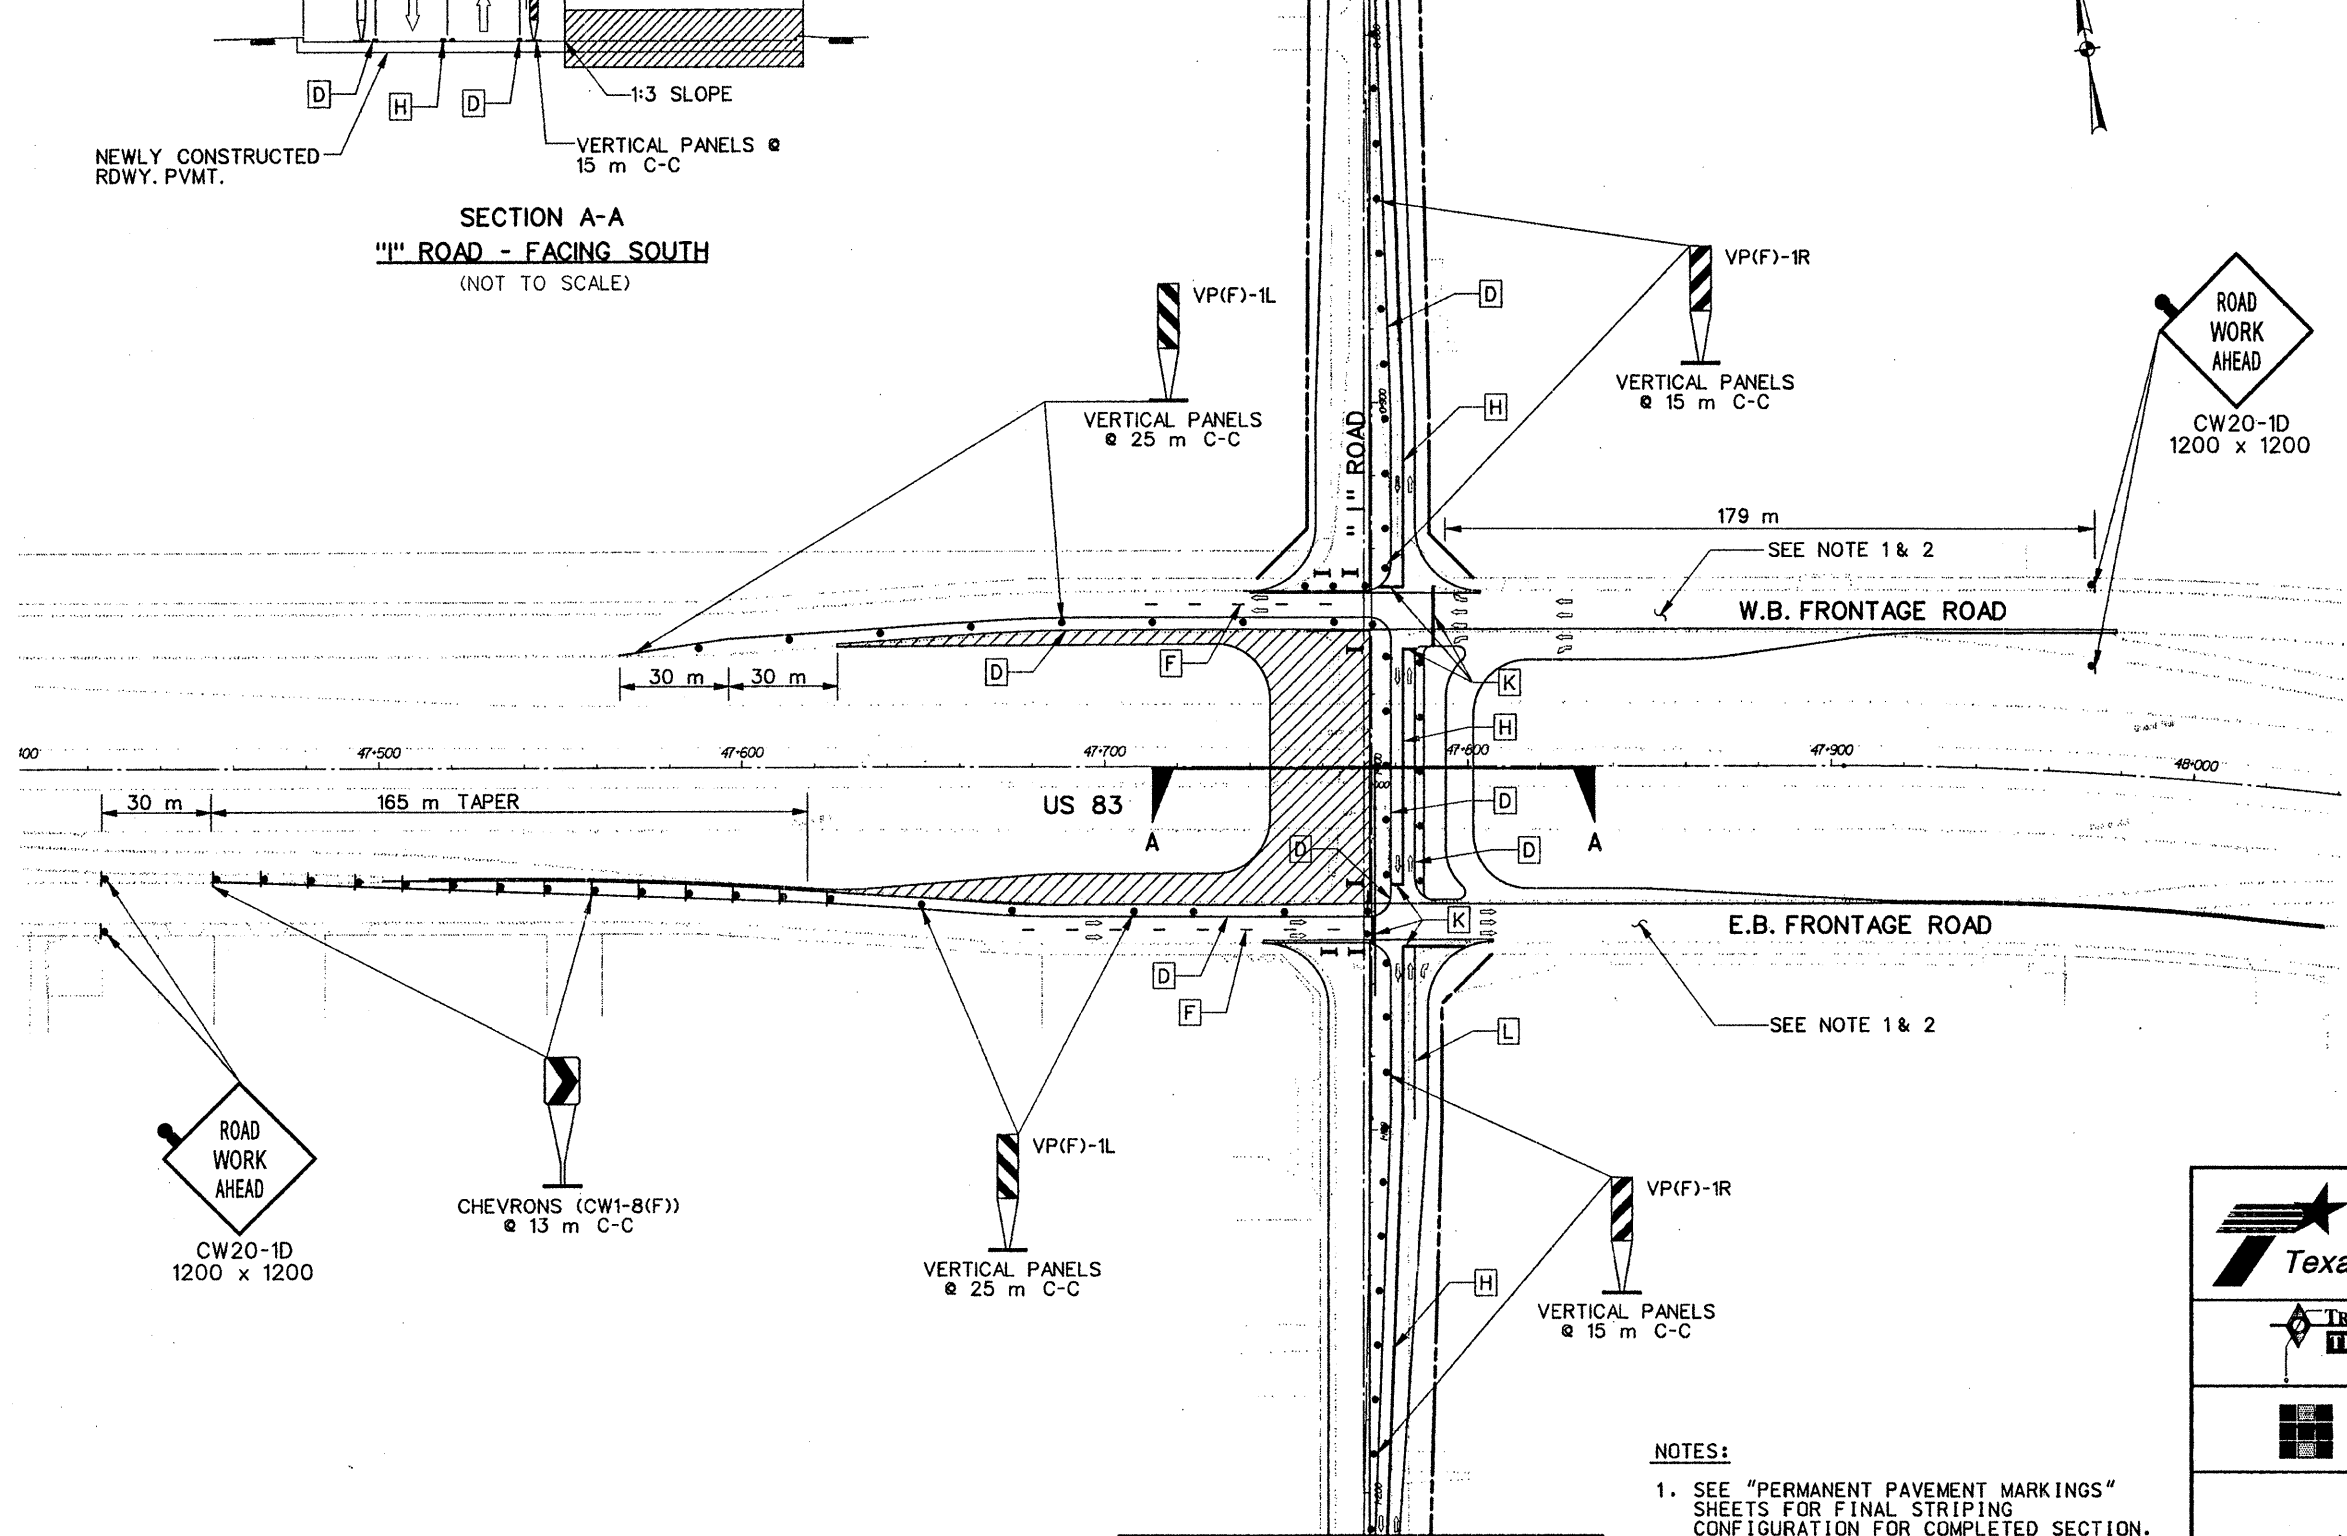 D
H
D
1:3 SLOPE
NEWLY CONSTRUCTED
RDWY. PVMT.
VERTICAL PANELS @
15 m C-C
SECTION A-A
"I" ROAD - FACING SOUTH
(NOT TO SCALE)
VP(F)-1L
VERTICAL PANELS
@ 25 m C-C
"I" ROAD
D
H
VP(F)-1R
VERTICAL PANELS
@ 15 m C-C
ROAD
WORK
AHEAD
CW20-1D
1200 x 1200
179 m
SEE NOTE 1 & 2
W.B. FRONTAGE ROAD
30 m
30 m
D
F
K
H
47+500
47+600
47+700
47+800
47+900
48+000
30 m
165 m TAPER
US 83
A
A
D
D
D
K
E.B. FRONTAGE ROAD
D
F
L
SEE NOTE 1 & 2
ROAD
WORK
AHEAD
CW20-1D
1200 x 1200
CHEVRONS (CW1-8(F))
@ 13 m C-C
VP(F)-1L
VERTICAL PANELS
@ 25 m C-C
VP(F)-1R
VERTICAL PANELS
@ 15 m C-C
H
Texa
NOTES:
1. SEE "PERMANENT PAVEMENT MARKINGS"
SHEETS FOR FINAL STRIPING
CONFIGURATION FOR COMPLETED SECTION.